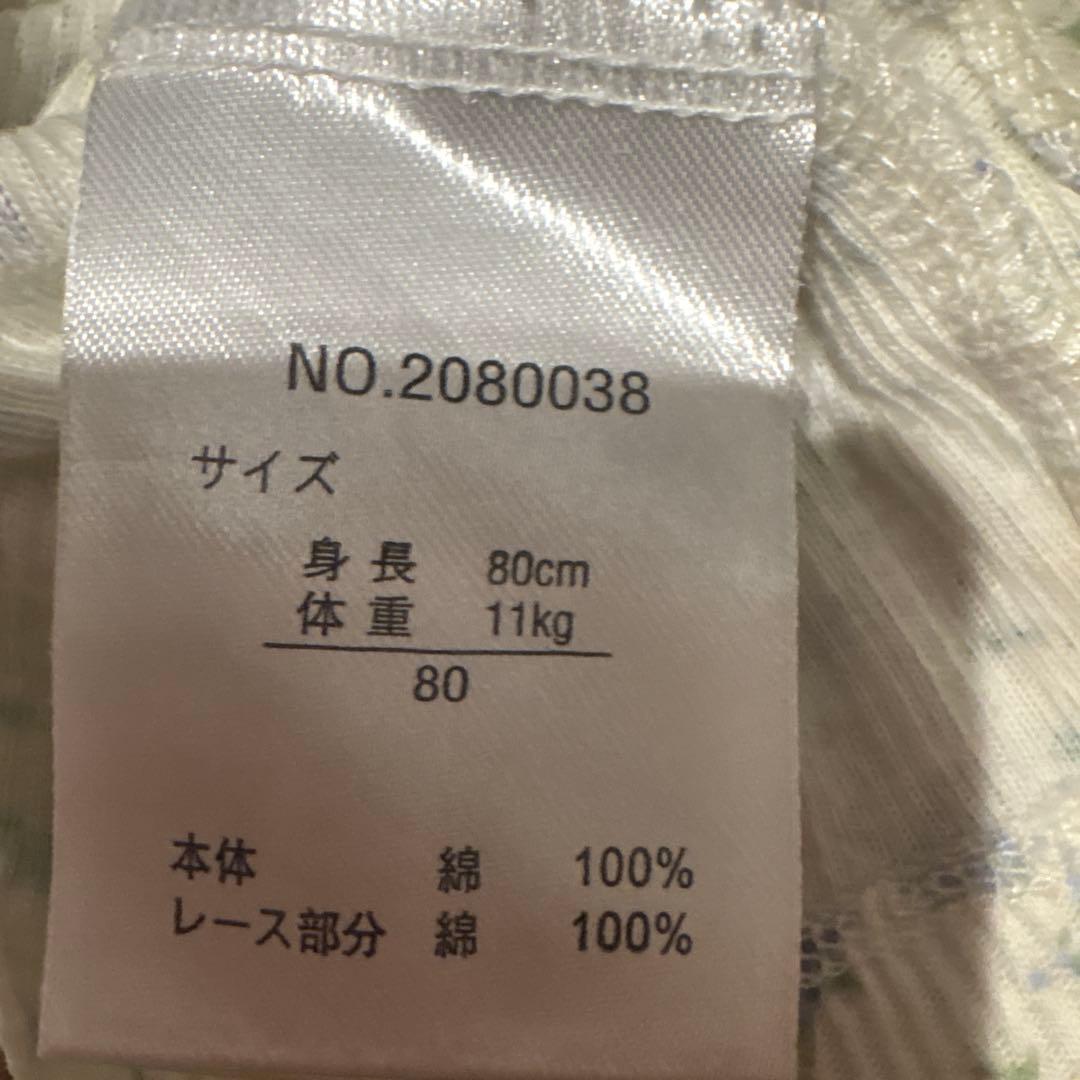 NO.2080038
サイズ
身長 80cm
体重 11kg
80
本体 綿 100%
レース部分 綿 100%